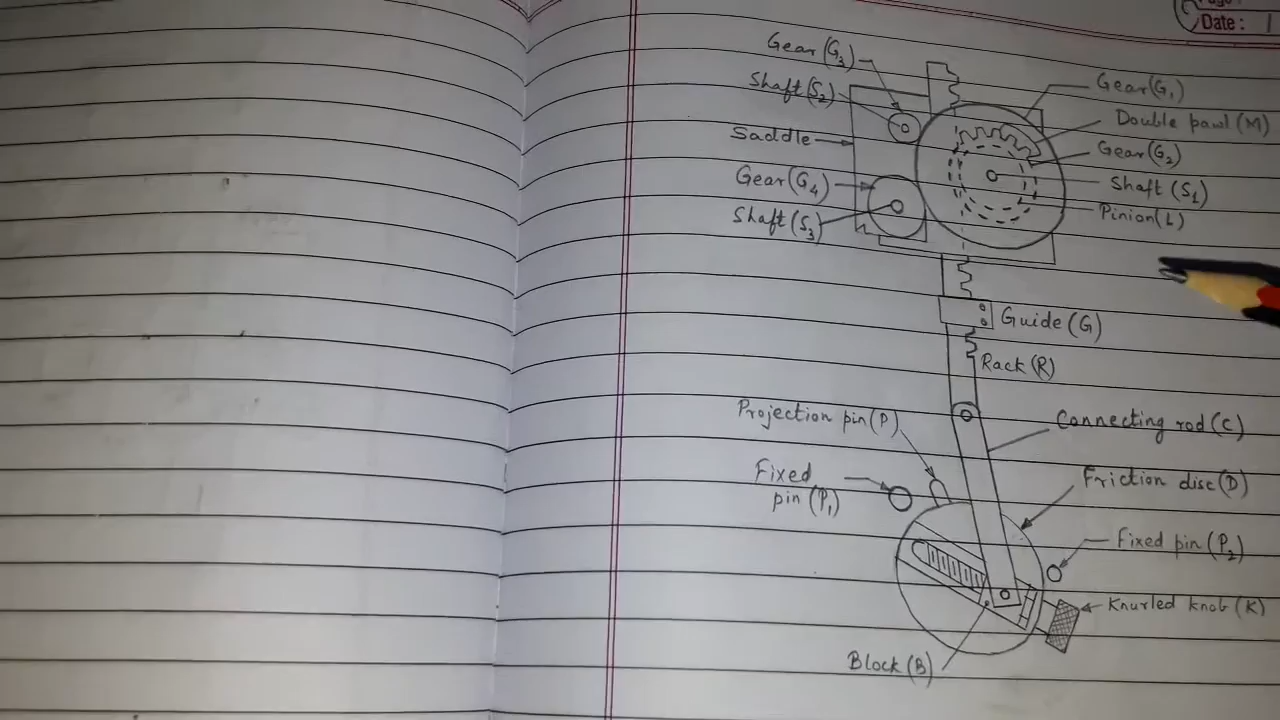 Date :
Gear (G3)
Shaft (S2)
Saddle
Gear (G4)
Shaft (S3)
Gear (G1)
Double pawl (M)
Gear (G2)
Shaft (S1)
Pinion (L)
Guide (G)
Rack (R)
Projection pin (P)
Connecting rod (C)
Fixed
pin (P1)
Friction disc (D)
Fixed pin (P2)
Knurled knob (K)
Block (B)